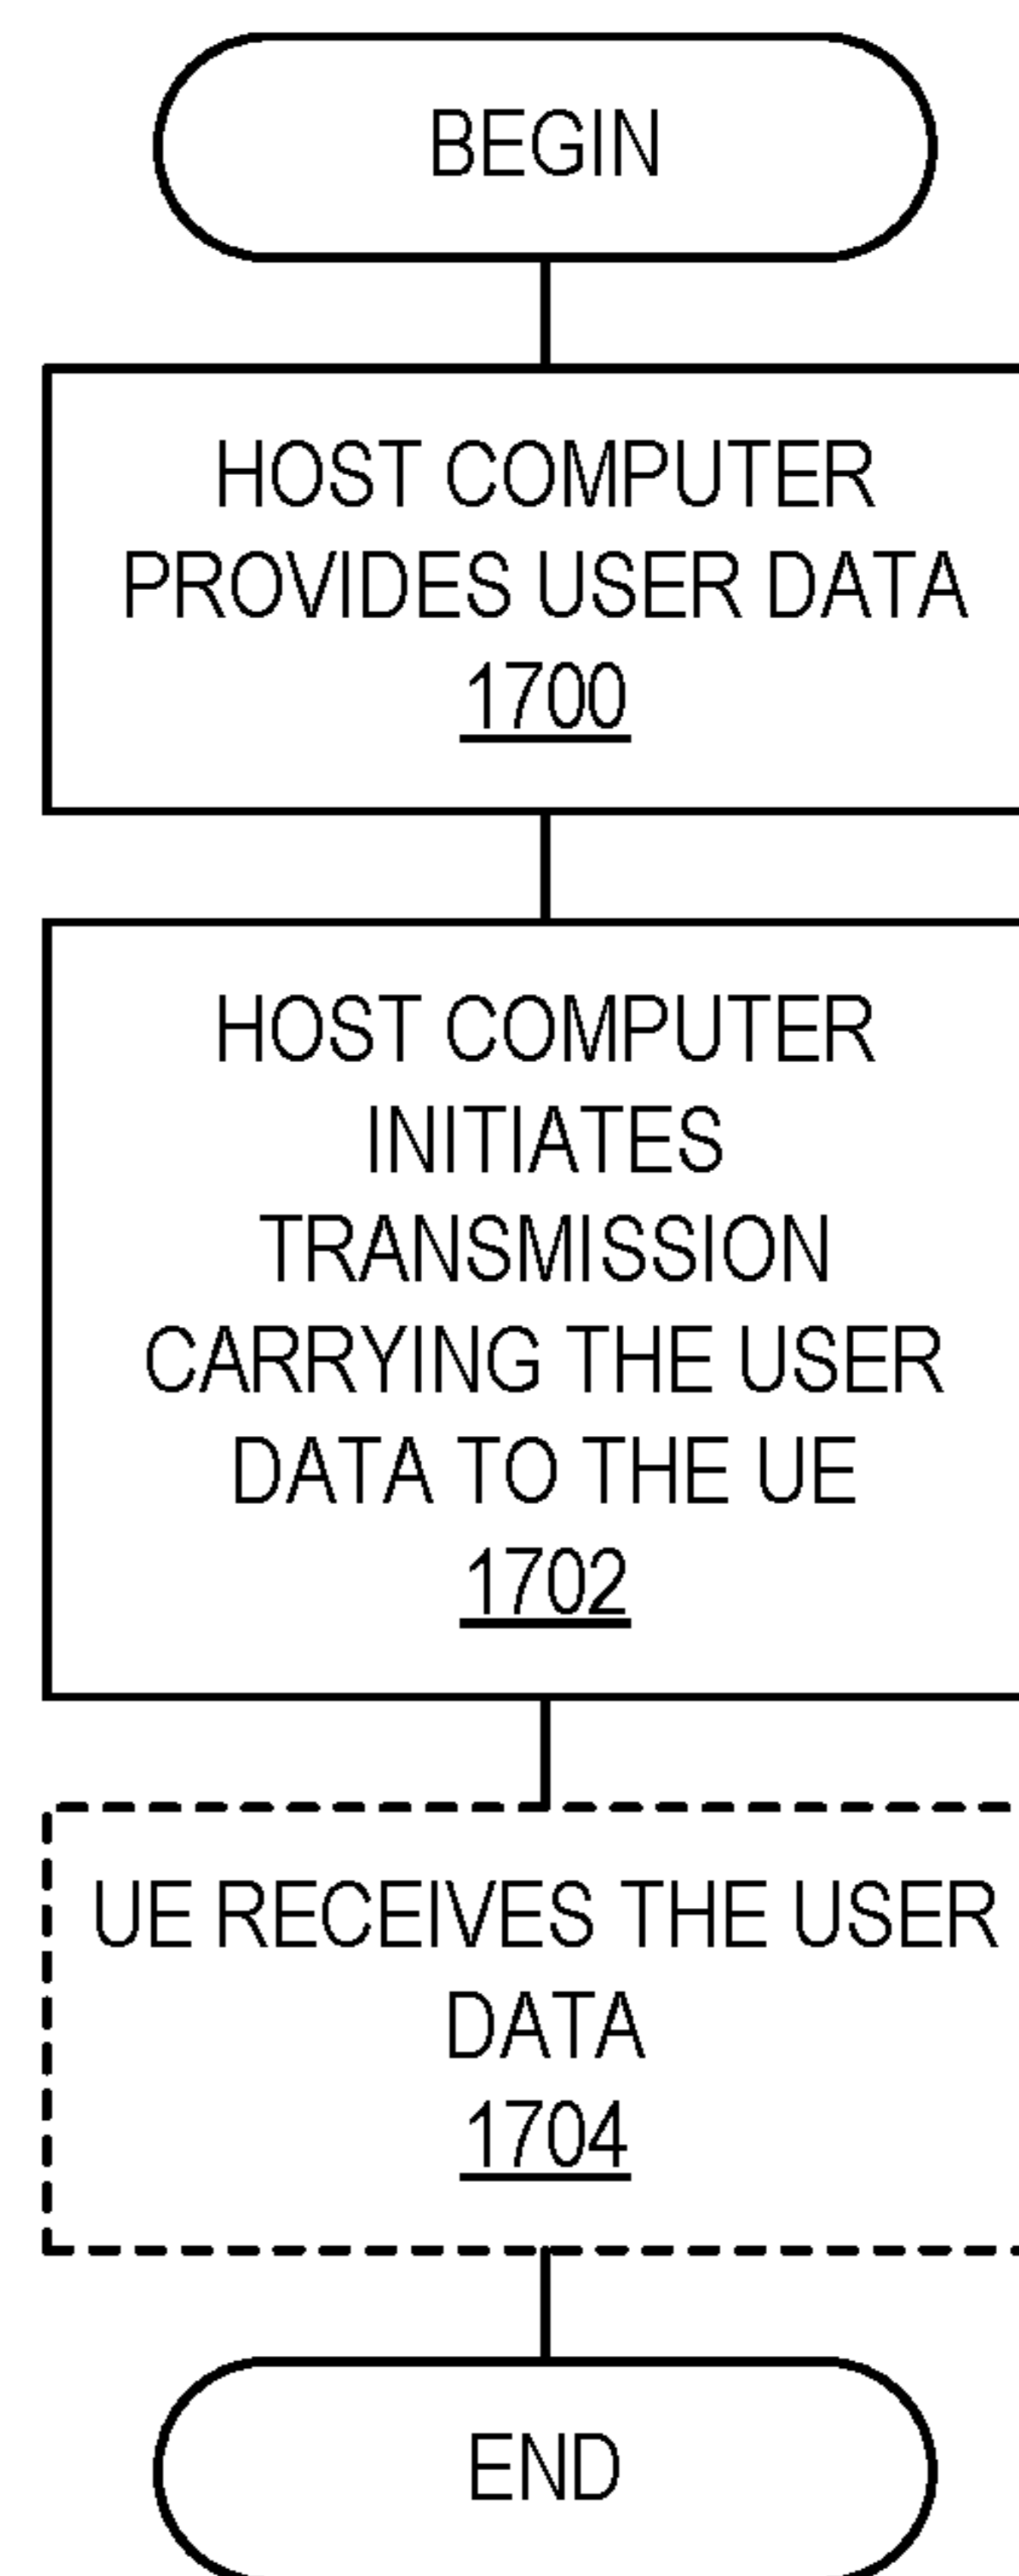 BEGIN
HOST COMPUTER
PROVIDES USER DATA
1700
HOST COMPUTER
INITIATES
TRANSMISSION
CARRYING THE USER
DATA TO THE UE
1702
UE RECEIVES THE USER
DATA
1704
END